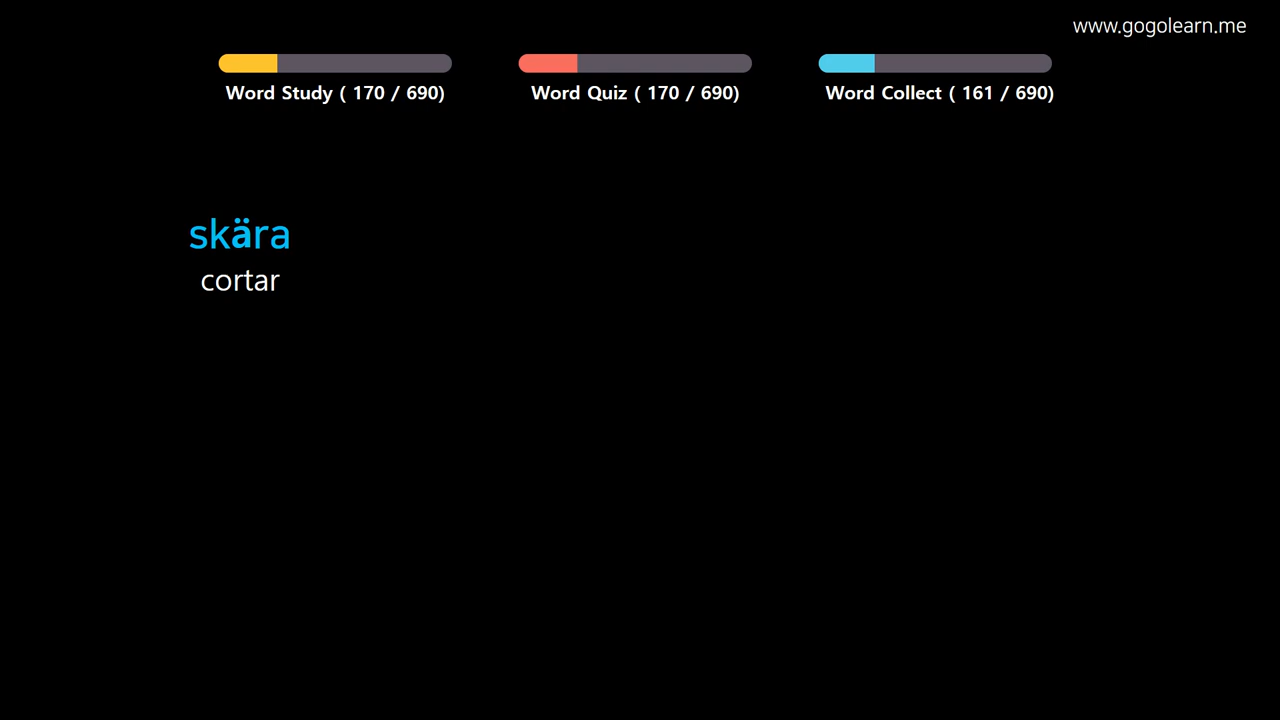 www.gogolearn.me
Word Study ( 170 / 690)
Word Quiz ( 170 / 690)
Word Collect ( 161 / 690)
skära
cortar